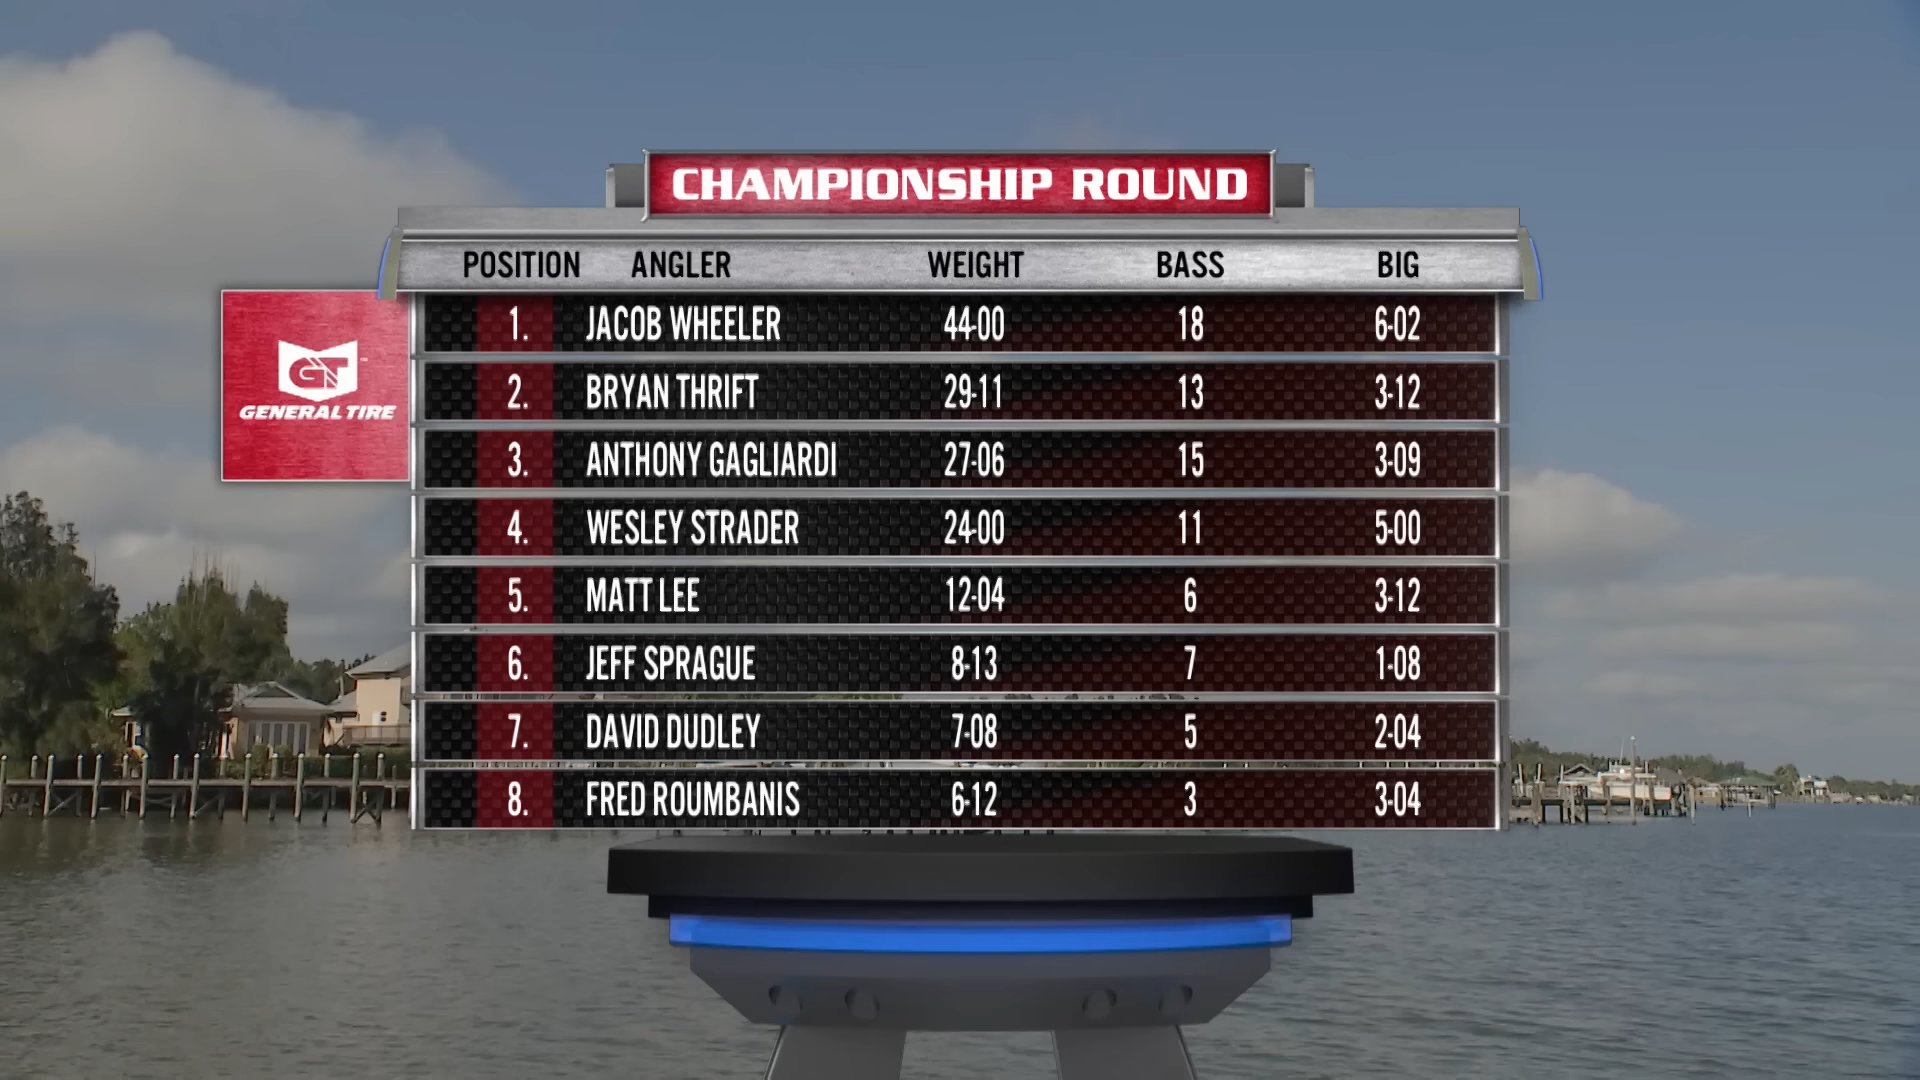 CHAMPIONSHIP ROUND
POSITION ANGLER WEIGHT BASS BIG
1. JACOB WHEELER 44-00 18 6-02
2. BRYAN THRIFT 29-11 13 3-12
3. ANTHONY GAGLIARDI 27-06 15 3-09
4. WESLEY STRADER 24-00 11 5-00
5. MATT LEE 12-04 6 3-12
6. JEFF SPRAGUE 8-13 7 1-08
7. DAVID DUDLEY 7-08 5 2-04
8. FRED ROUMBANIS 6-12 3 3-04
GT™
GENERAL TIRE